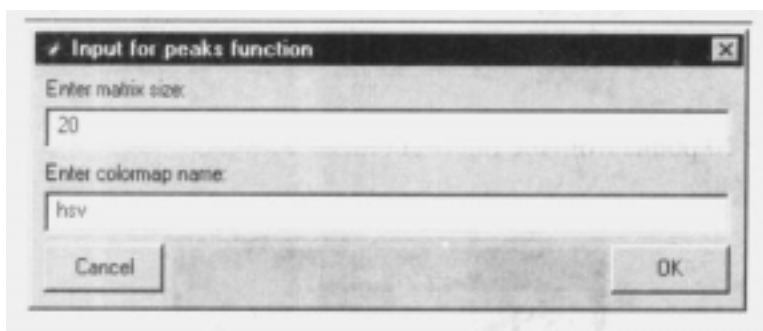 Input for peaks function
Enter matrix size:
20
Enter colormap name:
hsv
Cancel
OK